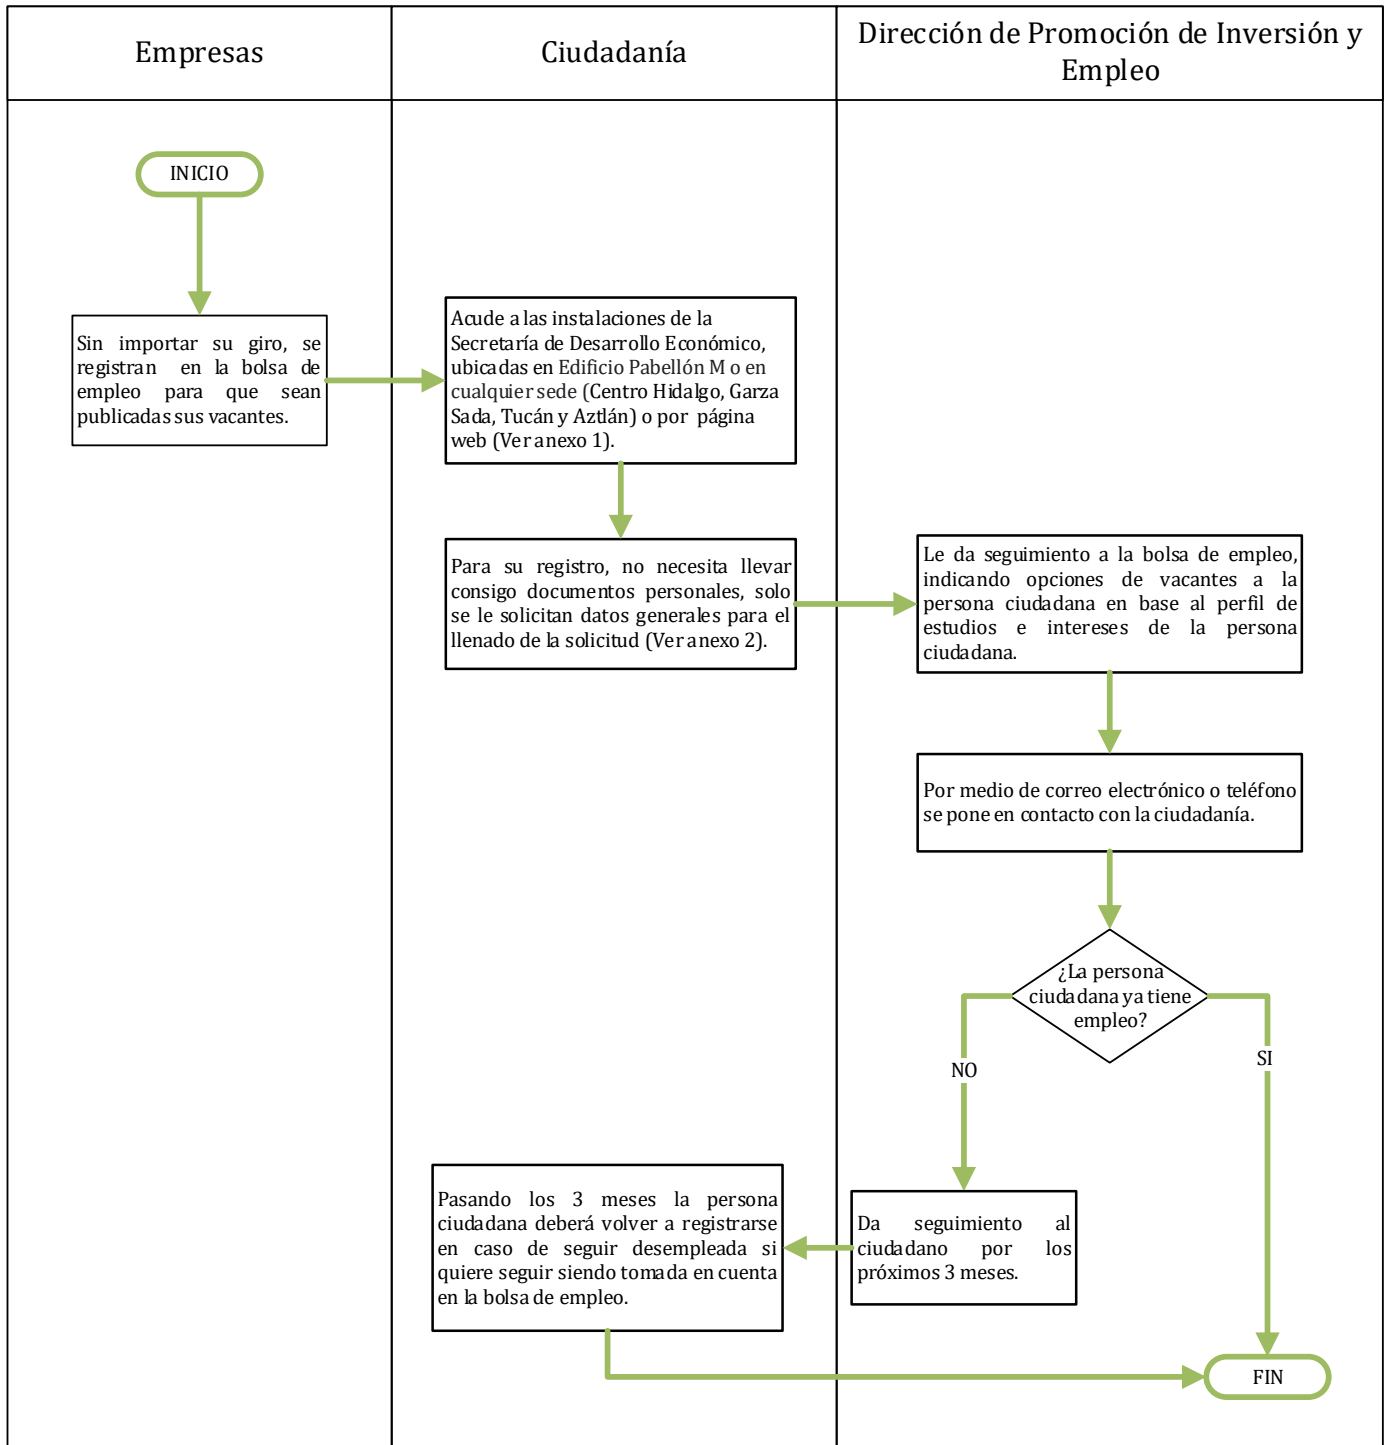 Empresas
Ciudadanía
Dirección de Promoción de Inversión y
Empleo
INICIO
Sin importar su giro, se
registran en la bolsa de
empleo para que sean
publicadas sus vacantes.
Acude a las instalaciones de la
Secretaría de Desarrollo Económico,
ubicadas en Edificio Pabellón M o en
cualquier sede (Centro Hidalgo, Garza
Sada, Tucán y Aztlán) o por página
web (Ver anexo 1).
Para su registro, no necesita llevar
consigo documentos personales, solo
se le solicitan datos generales para el
llenado de la solicitud (Ver anexo 2).
Le da seguimiento a la bolsa de empleo,
indicando opciones de vacantes a la
persona ciudadana en base al perfil de
estudios e intereses de la persona
ciudadana.
Por medio de correo electrónico o teléfono
se pone en contacto con la ciudadanía.
¿La persona
ciudadana ya tiene
empleo?
NO
SI
Da seguimiento al
ciudadano por los
próximos 3 meses.
Pasando los 3 meses la persona
ciudadana deberá volver a registrarse
en caso de seguir desempleada si
quiere seguir siendo tomada en cuenta
en la bolsa de empleo.
FIN